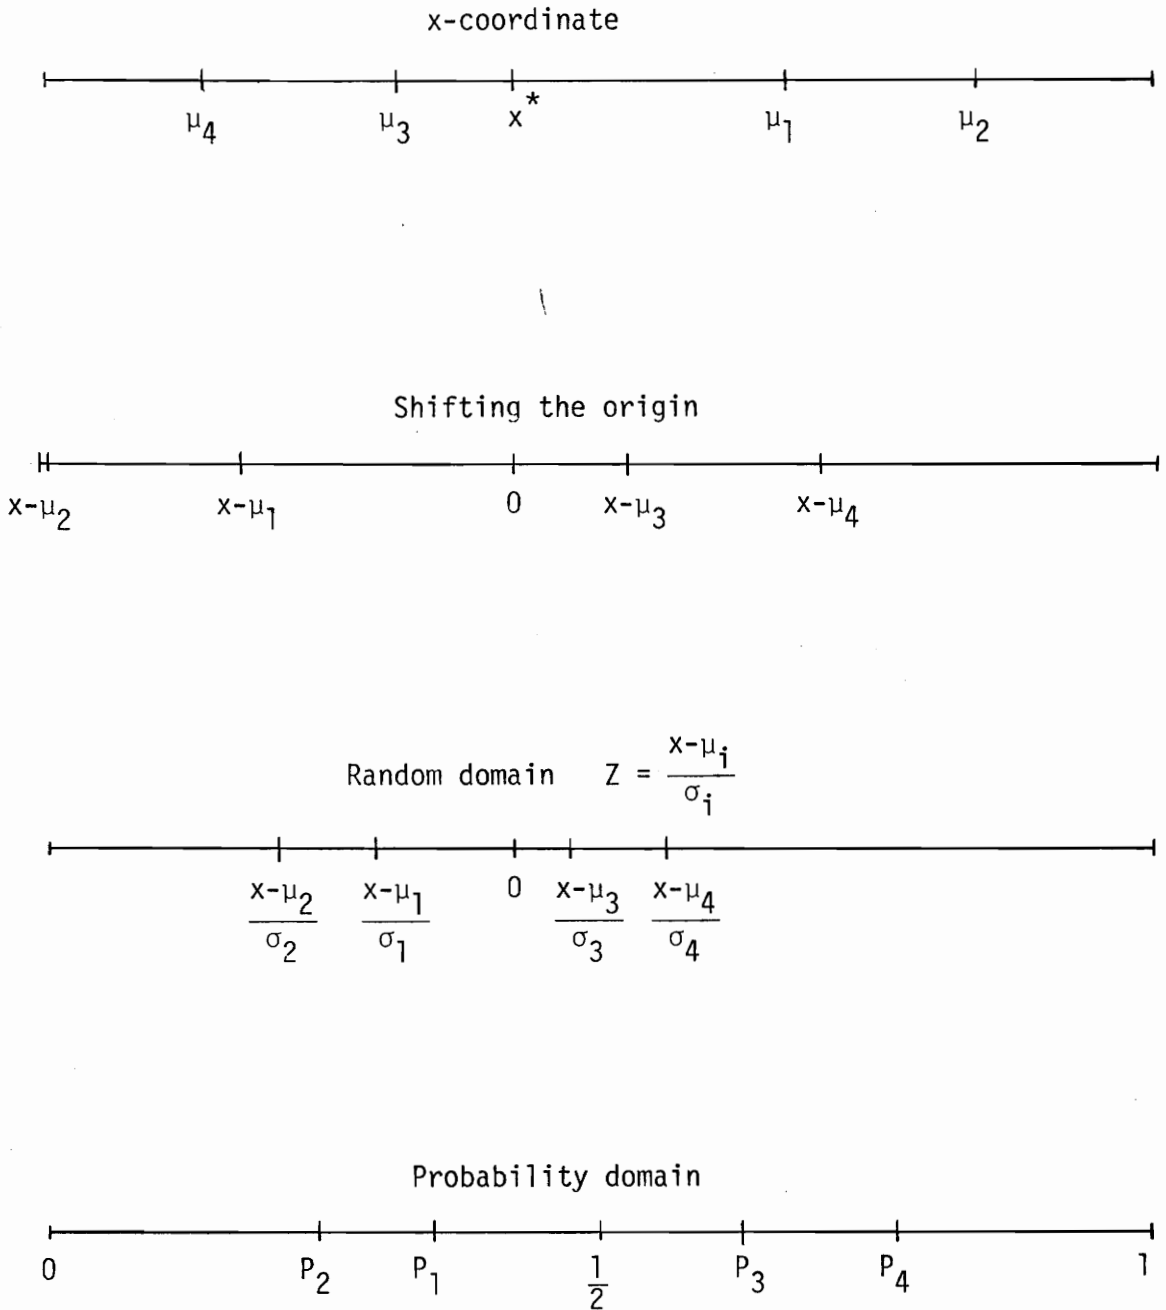 x-coordinate
μ4 μ3 x* μ1 μ2
Shifting the origin
x-μ2 x-μ1 0 x-μ3 x-μ4
Random domain Z = x-μi / σi
x-μ2 / σ2 x-μ1 / σ1 0 x-μ3 / σ3 x-μ4 / σ4
Probability domain
0 P2 P1 1/2 P3 P4 1